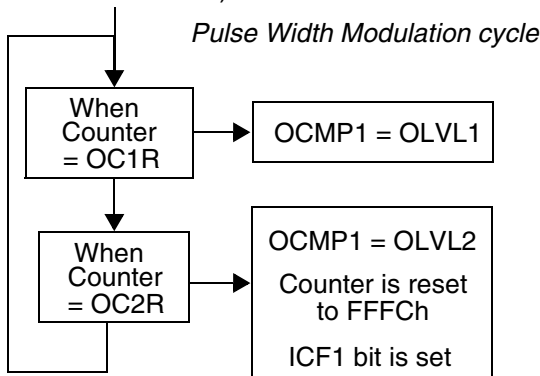 Pulse Width Modulation cycle
When
Counter
= OC1R
OCMP1 = OLVL1
When
Counter
= OC2R
OCMP1 = OLVL2
Counter is reset
to FFFCh
ICF1 bit is set